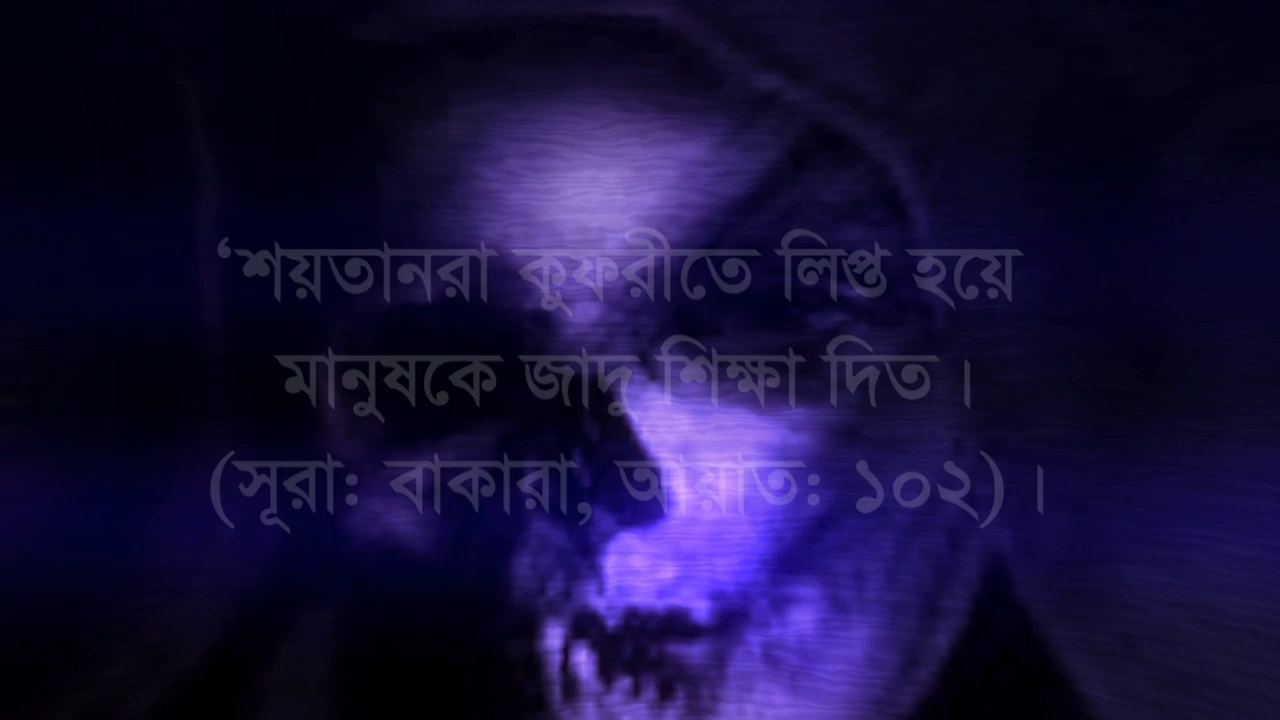 ‘শয়তানরা কুফরীতে লিপ্ত হয়ে
মানুষকে জাদু শিক্ষা দিত।
(সূরাঃ বাকারা, আয়াতঃ ১০২)।